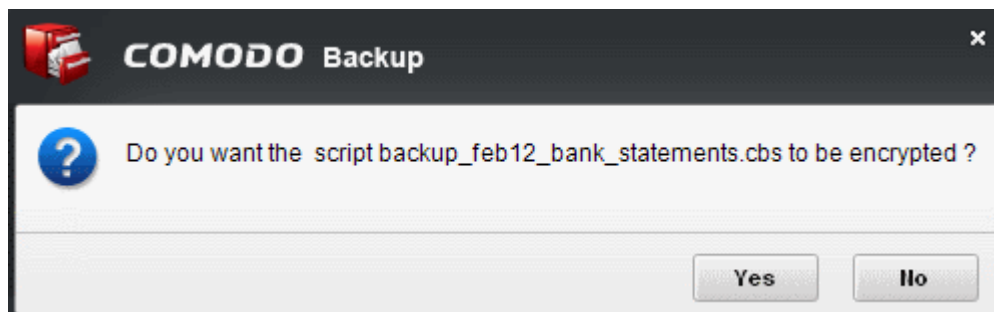 COMODO Backup
Do you want the script backup_feb12_bank_statements.cbs to be encrypted ?
Yes No